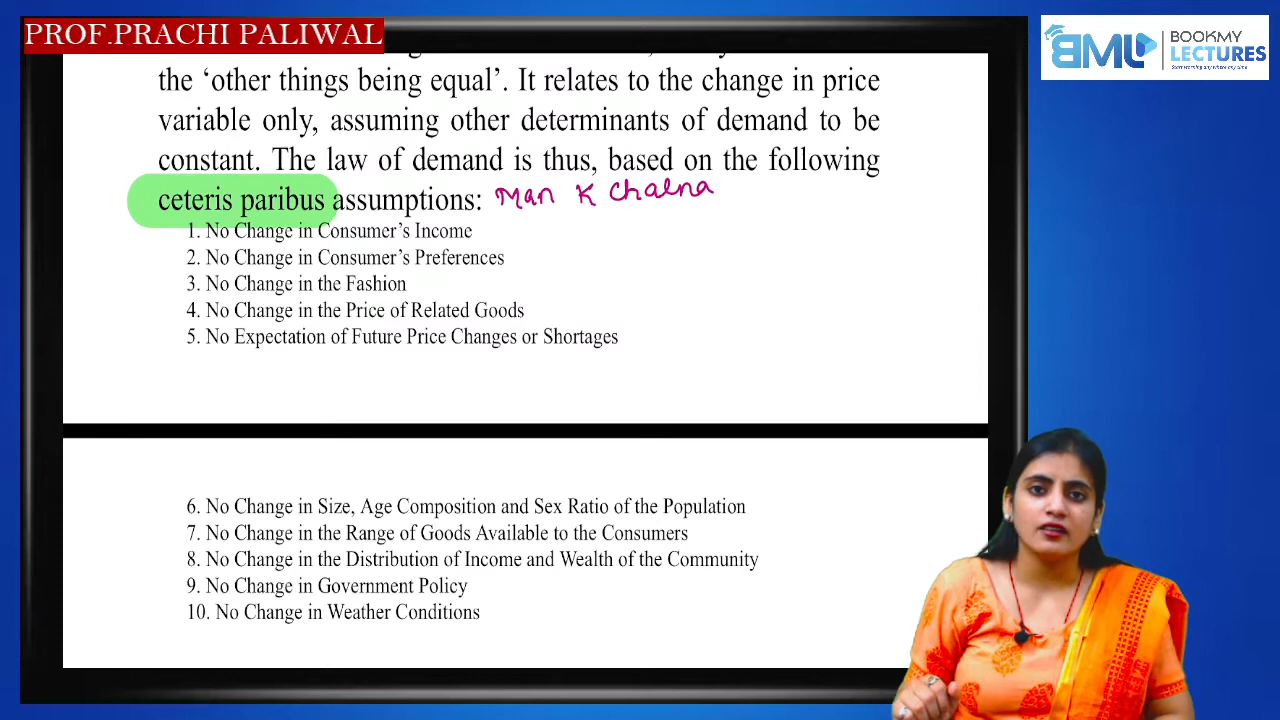 PROF.PRACHI PALIWAL
BML BOOKMY
LECTURES
the ‘other things being equal’. It relates to the change in price
variable only, assuming other determinants of demand to be
constant. The law of demand is thus, based on the following
ceteris paribus assumptions: Man K Chalna
1. No Change in Consumer’s Income
2. No Change in Consumer’s Preferences
3. No Change in the Fashion
4. No Change in the Price of Related Goods
5. No Expectation of Future Price Changes or Shortages
6. No Change in Size, Age Composition and Sex Ratio of the Population
7. No Change in the Range of Goods Available to the Consumers
8. No Change in the Distribution of Income and Wealth of the Community
9. No Change in Government Policy
10. No Change in Weather Conditions